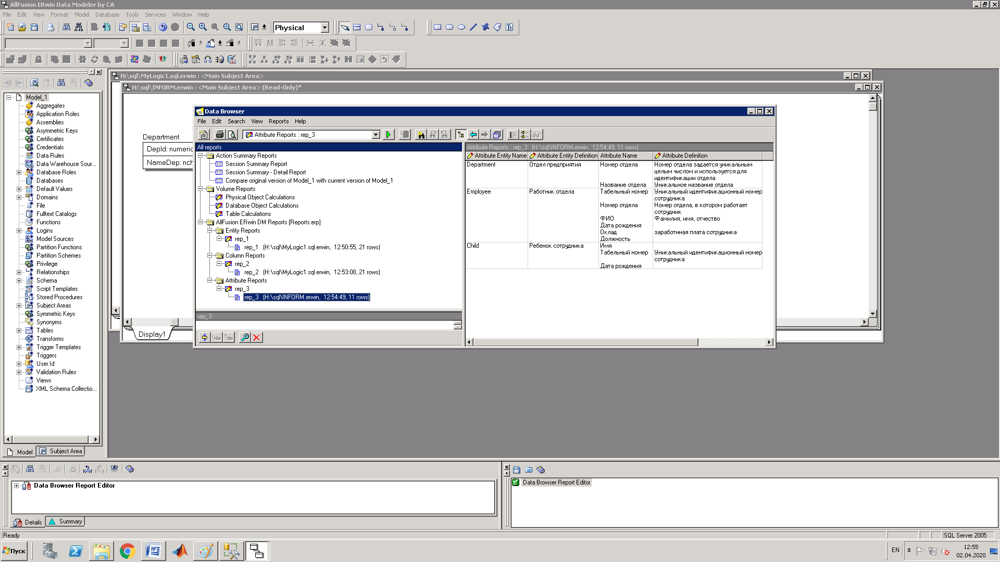 AllFusion ERwin Data Modeler by CA
File Edit View Format Model Database Tools Services Window Help
Physical
H:\sql\MyLogic1.sql.erwin : <Main Subject Area>
H:\sql\INFORM.erwin : <Main Subject Area> (Read-Only)*
Model_1
Aggregates
Application Roles
Assemblies
Asymmetric Keys
Certificates
Credentials
Data Rules
Data Warehouse Sour...
Database Roles
Databases
Default Values
Domains
File
Fulltext Catalogs
Functions
Logins
Model Sources
Partition Functions
Partition Schemes
Privilege
Relationships
Schema
Script Templates
Stored Procedures
Subject Areas
Symmetric Keys
Synonyms
Tables
Transforms
Trigger Templates
Triggers
User Id
Validation Rules
Views
XML Schema Collectio...
Model Subject Area
Department
DepId: numeric
NameDep: nch
Display1
Data Browser
File Edit Search View Reports Help
Attribute Reports : rep_3
All reports
Action Summary Reports
Session Summary Report
Session Summary - Detail Report
Compare original version of Model_1 with current version of Model_1
Volume Reports
Physical Object Calculations
Database Object Calculations
Table Calculations
AllFusion ERwin DM Reports [Reports.erp]
Entity Reports
rep_1
rep_1 (H:\sql\MyLogic1.sql.erwin, 12:50:55, 21 rows)
Column Reports
rep_2
rep_2 (H:\sql\MyLogic1.sql.erwin, 12:53:08, 21 rows)
Attribute Reports
rep_3
rep_3 (H:\sql\INFORM.erwin, 12:54:49, 11 rows)
rep_3
Attribute Reports : rep_3 (H:\sql\INFORM.erwin, 12:54:49, 11 rows)
Attribute Entity Name Attribute Entity Definition Attribute Name Attribute Definition
Department Отдел предприятия Номер отдела Номер отдела задается уникальным
целым числом и используется для
идентификации отдела
Название отдела Уникальное название отдела
Employee Работник отдела Табельный номер Уникальный идентификационный номер
сотрудника
Номер отдела Номер отдела, в котором работает
сотрудник
ФИО Фамилия, имя, отчество
Дата рождения
Оклад заработнная плата сотрудника
Должность
Child Ребенок сотрудника Имя
Табельный номер Уникальный идентификационный номер
сотрудника
Дата рождения
Data Browser Report Editor
Details Summary
Data Browser Report Editor
Ready
SQL Server 2005
Пуск
EN
12:55
02.04.2020